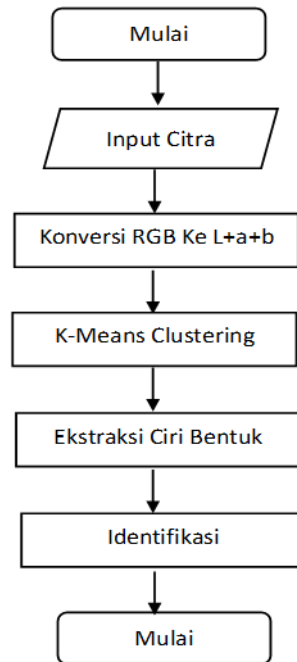 Mulai
Input Citra
Konversi RGB Ke L+a+b
K-Means Clustering
Ekstraksi Ciri Bentuk
Identifikasi
Mulai